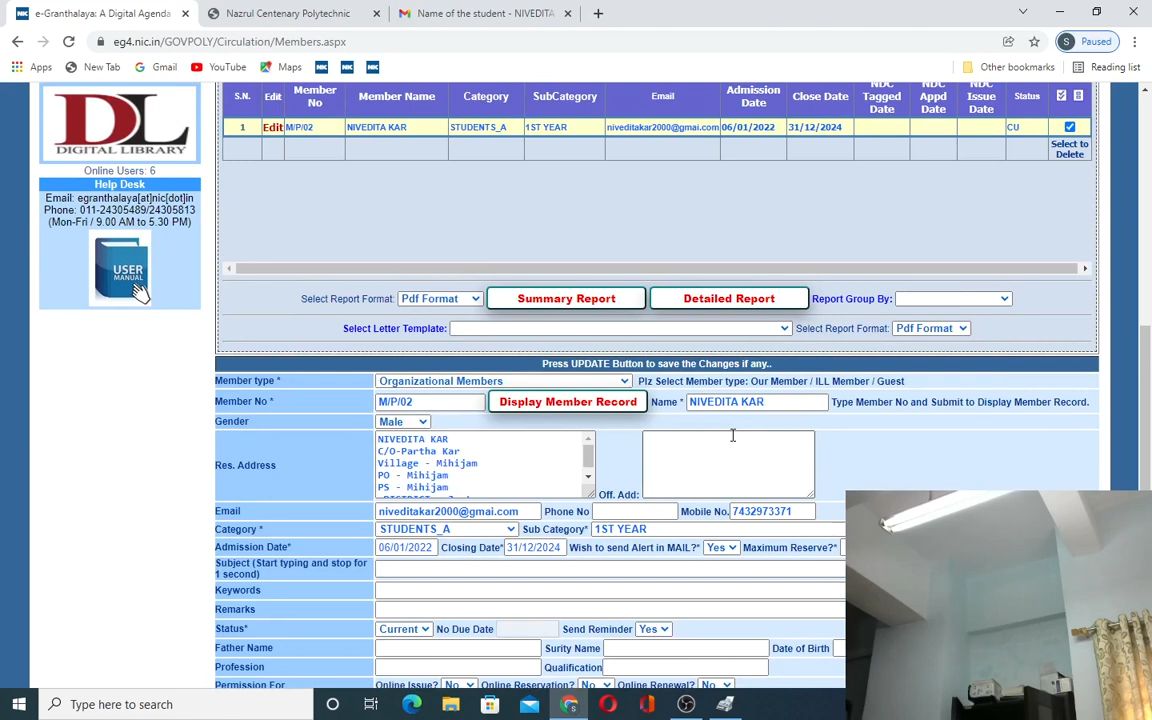 e-Granthalaya: A Digital Agenda
Nazrul Centenary Polytechnic
Name of the student - NIVEDITA
eg4.nic.in/GOVPOLY/Circulation/Members.aspx
S Paused
Apps New Tab Gmail YouTube Maps Other bookmarks Reading list
DL
DIGITAL LIBRARY
Online Users: 6
Help Desk
Email: egranthalaya[at]nic[dot]in
Phone: 011-24305489/24305813
(Mon-Fri / 9.00 AM to 5.30 PM)
USER
MANUAL
S.N. Edit Member No Member Name Category SubCategory Email Admission Date Close Date NDC Tagged Date NDC Appd Date NDC Issue Date Status
1 Edit M/P/02 NIVEDITA KAR STUDENTS_A 1ST YEAR niveditakar2000@gmai.com 06/01/2022 31/12/2024 CU
Select to Delete
Select Report Format: Pdf Format Summary Report Detailed Report Report Group By:
Select Letter Template: Select Report Format: Pdf Format
Press UPDATE Button to save the Changes if any..
Member type * Organizational Members Plz Select Member type: Our Member / ILL Member / Guest
Member No * M/P/02 Display Member Record Name * NIVEDITA KAR Type Member No and Submit to Display Member Record.
Gender Male
Res. Address
NIVEDITA KAR
C/O-Partha Kar
Village - Mihijam
PO - Mihijam
PS - Mihijam
Off. Add:
Email niveditakar2000@gmai.com Phone No Mobile No. 7432973371
Category * STUDENTS_A Sub Category* 1ST YEAR
Admission Date* 06/01/2022 Closing Date* 31/12/2024 Wish to send Alert in MAIL?* Yes Maximum Reserve?*
Subject (Start typing and stop for 1 second)
Keywords
Remarks
Status* Current No Due Date Send Reminder Yes
Father Name Surity Name Date of Birth
Profession Qualification
Permission For Online Issue? No Online Reservation? No Online Renewal? No
Type here to search